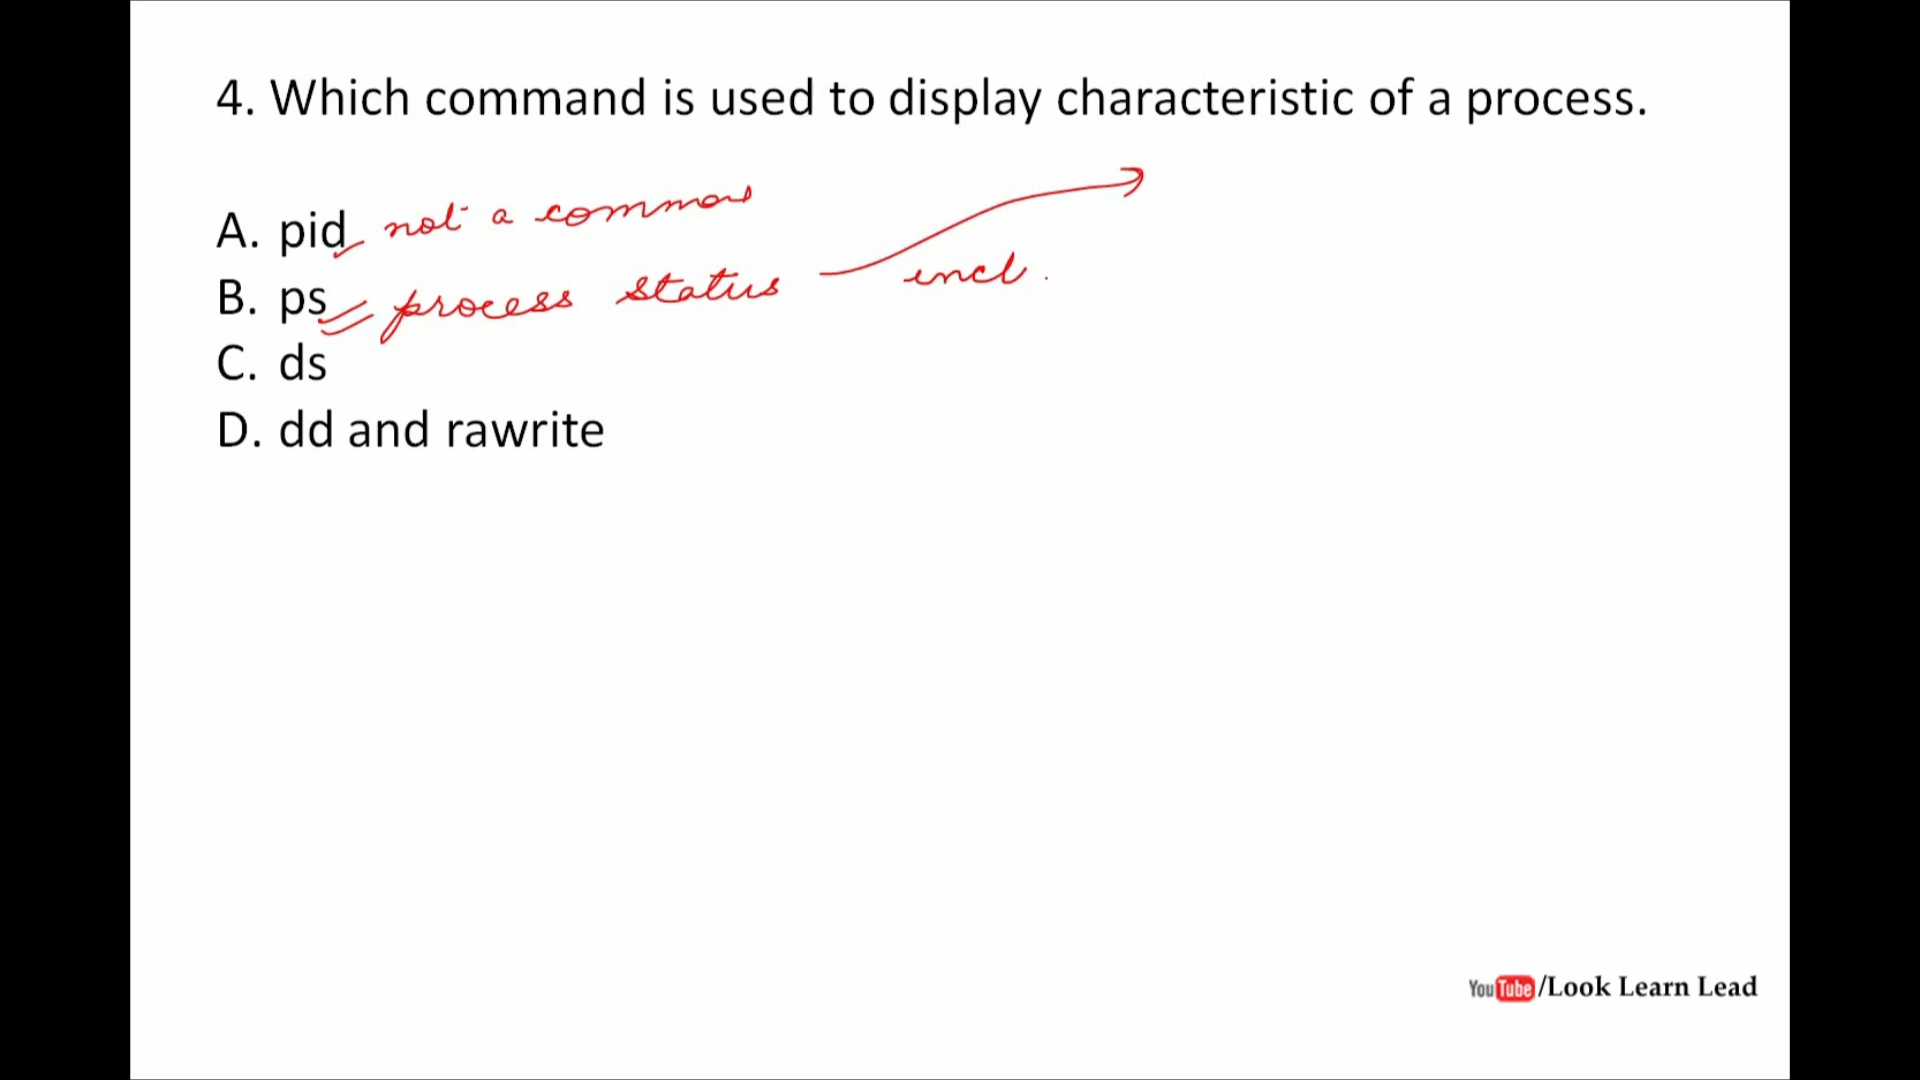 4. Which command is used to display characteristic of a process.
A. pid not a command
B. ps process status incl.
C. ds
D. dd and rawrite
YouTube/Look Learn Lead